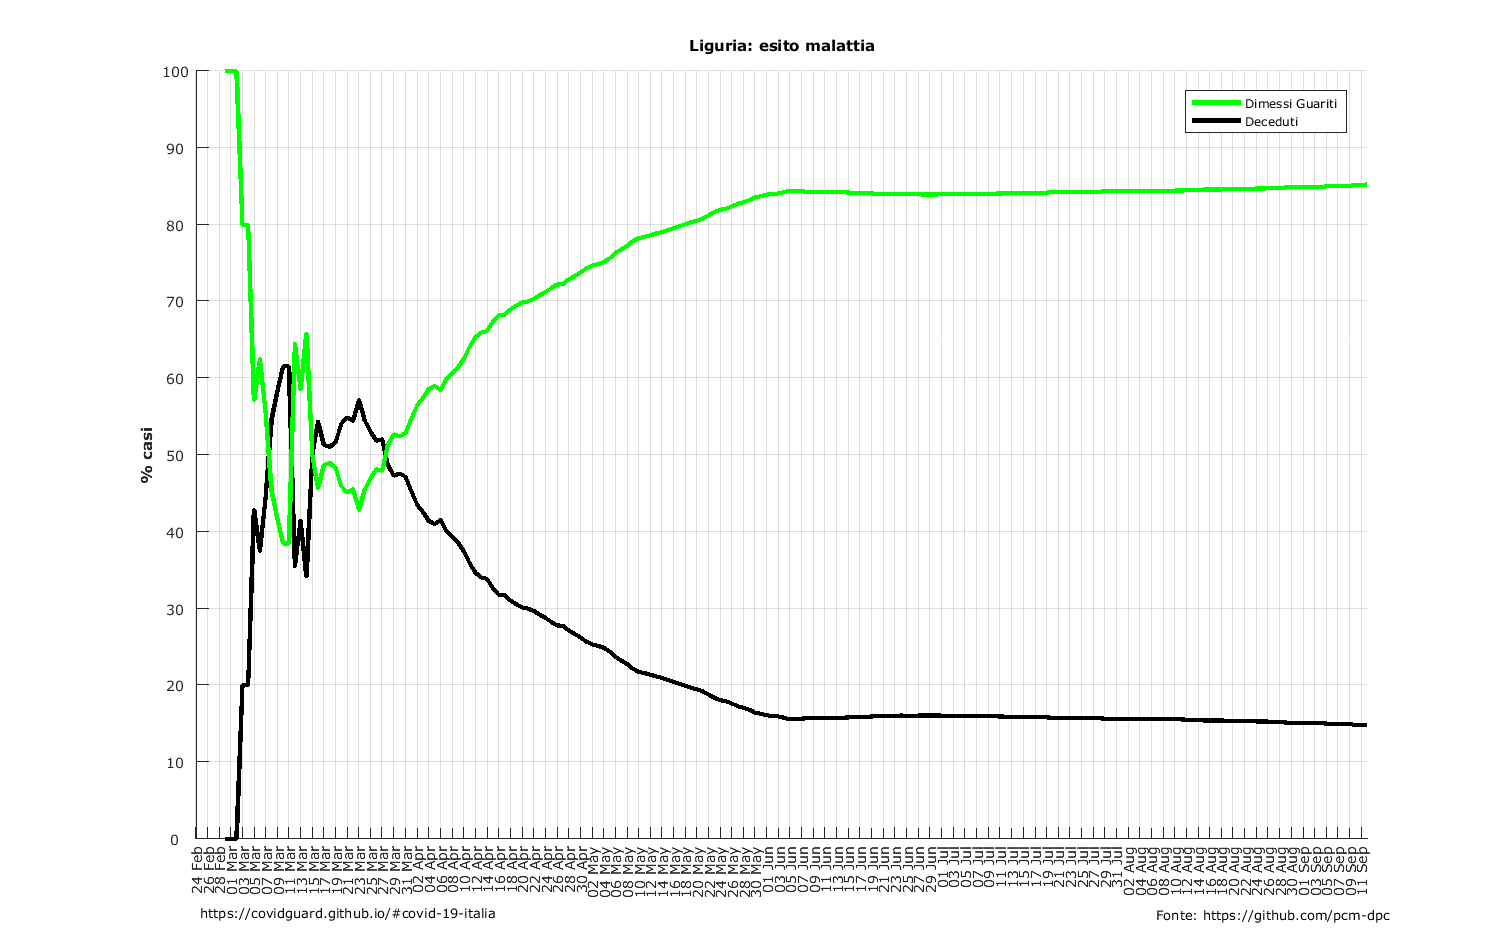 Liguria: esito malattia
Dimessi Guariti
Deceduti
% casi
100
90
80
70
60
50
40
30
20
10
0
24 Feb
26 Feb
28 Feb
01 Mar
03 Mar
05 Mar
07 Mar
09 Mar
11 Mar
13 Mar
15 Mar
17 Mar
19 Mar
21 Mar
23 Mar
25 Mar
27 Mar
29 Mar
31 Mar
02 Apr
04 Apr
06 Apr
08 Apr
10 Apr
12 Apr
14 Apr
16 Apr
18 Apr
20 Apr
22 Apr
24 Apr
26 Apr
28 Apr
30 Apr
02 May
04 May
06 May
08 May
10 May
12 May
14 May
16 May
18 May
20 May
22 May
24 May
26 May
28 May
30 May
01 Jun
03 Jun
05 Jun
07 Jun
09 Jun
11 Jun
13 Jun
15 Jun
17 Jun
19 Jun
21 Jun
23 Jun
25 Jun
27 Jun
29 Jun
01 Jul
03 Jul
05 Jul
07 Jul
09 Jul
11 Jul
13 Jul
15 Jul
17 Jul
19 Jul
21 Jul
23 Jul
25 Jul
27 Jul
29 Jul
31 Jul
02 Aug
04 Aug
06 Aug
08 Aug
10 Aug
12 Aug
14 Aug
16 Aug
18 Aug
20 Aug
22 Aug
24 Aug
26 Aug
28 Aug
30 Aug
01 Sep
03 Sep
05 Sep
07 Sep
09 Sep
11 Sep
https://covidguard.github.io/#covid-19-italia
Fonte: https://github.com/pcm-dpc